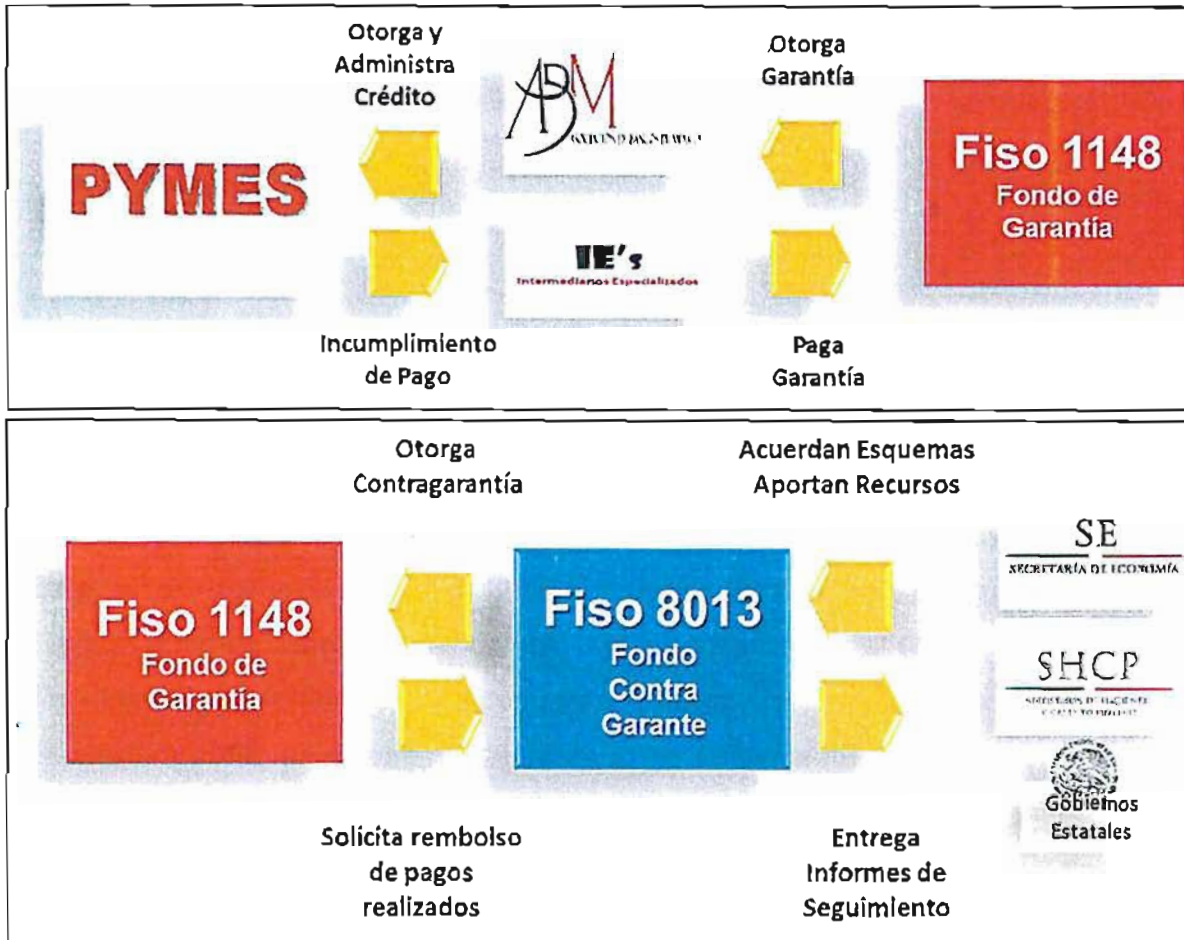 Otorga y
Administra
Crédito
Otorga
Garantía
ABM
PYMES
Fiso 1148
Fondo de
Garantía
IE's
Intermediarios Especializados
Incumplimiento
de Pago
Paga
Garantía
Otorga
Contragarantía
Acuerdan Esquemas
Aportan Recursos
SE
SECRETARÍA DE ECONOMÍA
Fiso 1148
Fondo de
Garantía
Fiso 8013
Fondo
Contra
Garante
SHCP
Gobiernos
Estatales
Solicita rembolso
de pagos
realizados
Entrega
Informes de
Seguimiento